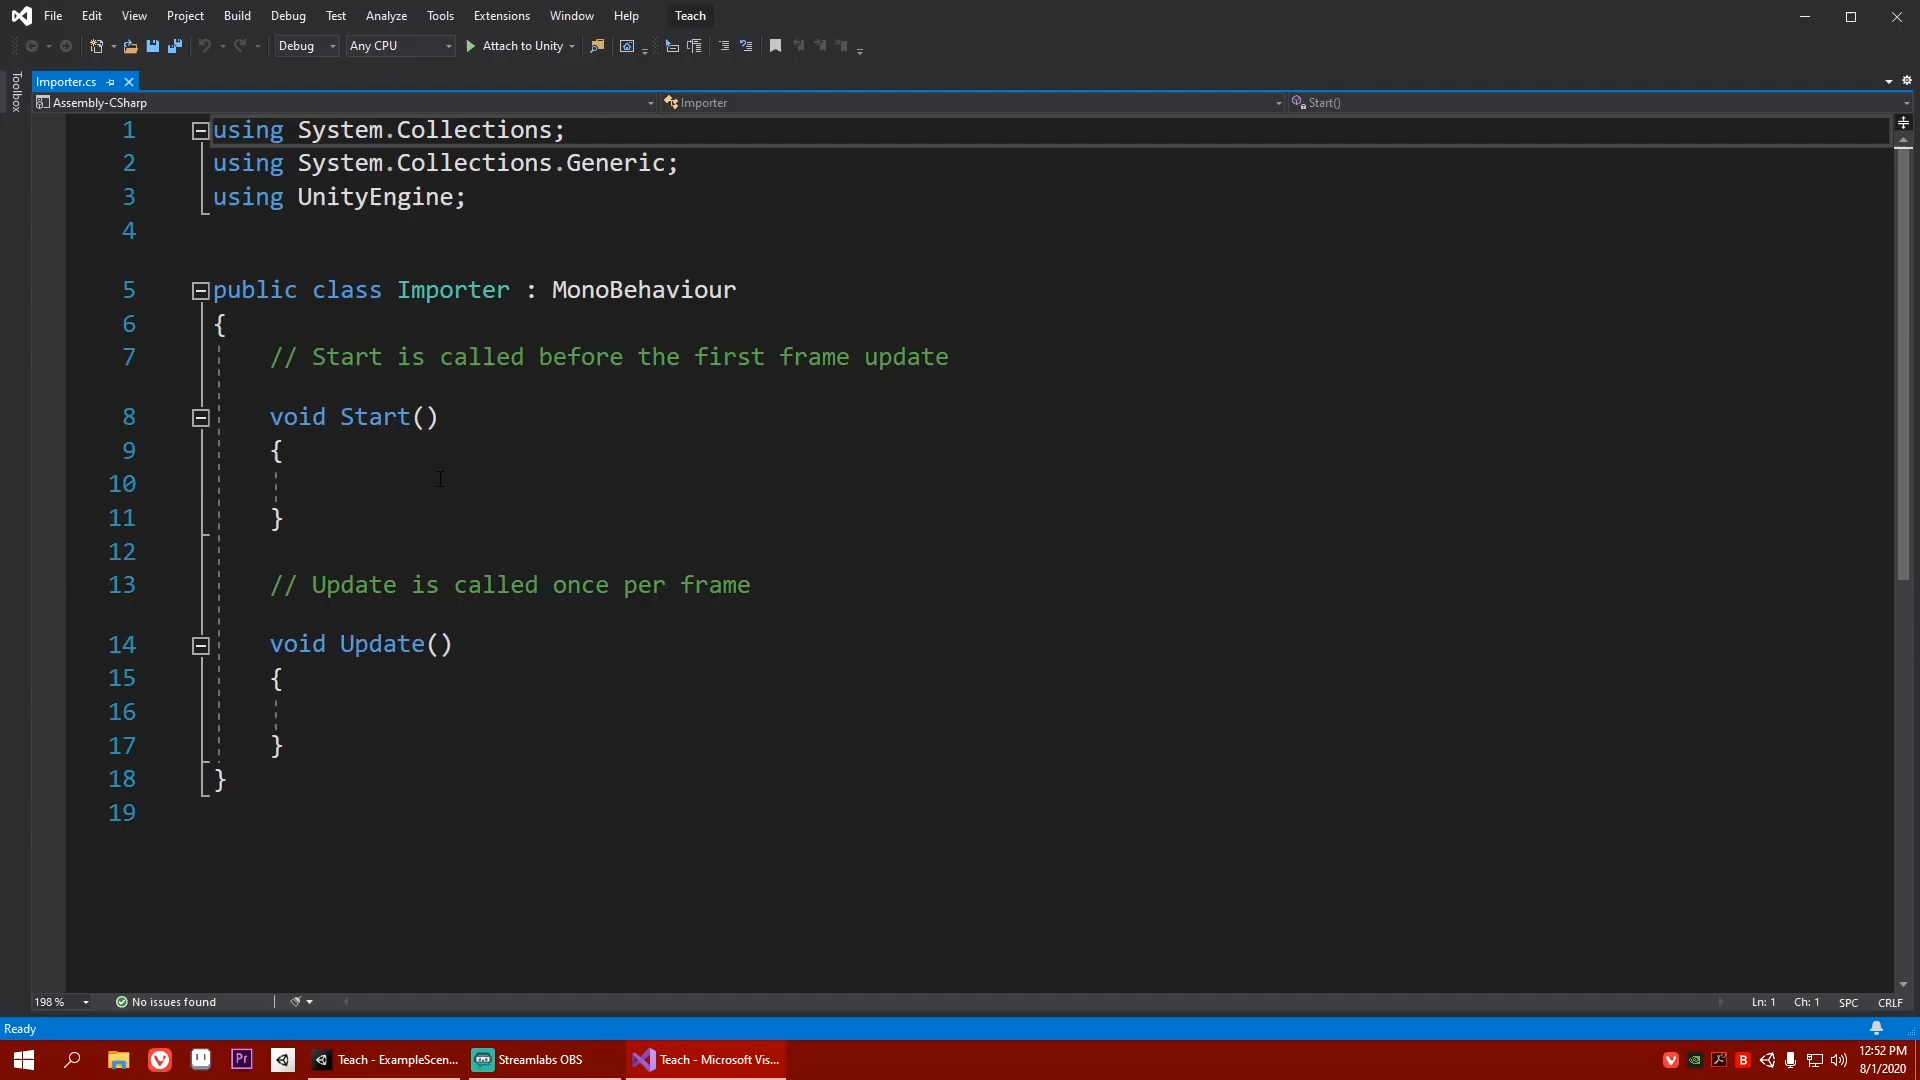 File Edit View Project Build Debug Test Analyze Tools Extensions Window Help Teach
Debug Any CPU Attach to Unity
Toolbox
Importer.cs
Assembly-CSharp Importer Start()
1 using System.Collections;
2 using System.Collections.Generic;
3 using UnityEngine;
4
5 public class Importer : MonoBehaviour
6 {
7 // Start is called before the first frame update
8 void Start()
9 {
10
11 }
12
13 // Update is called once per frame
14 void Update()
15 {
16
17 }
18 }
19
198 % No issues found Ln: 1 Ch: 1 SPC CRLF
Ready
Pr Teach - ExampleScen... Streamlabs OBS Teach - Microsoft Vis... B 12:52 PM
8/1/2020